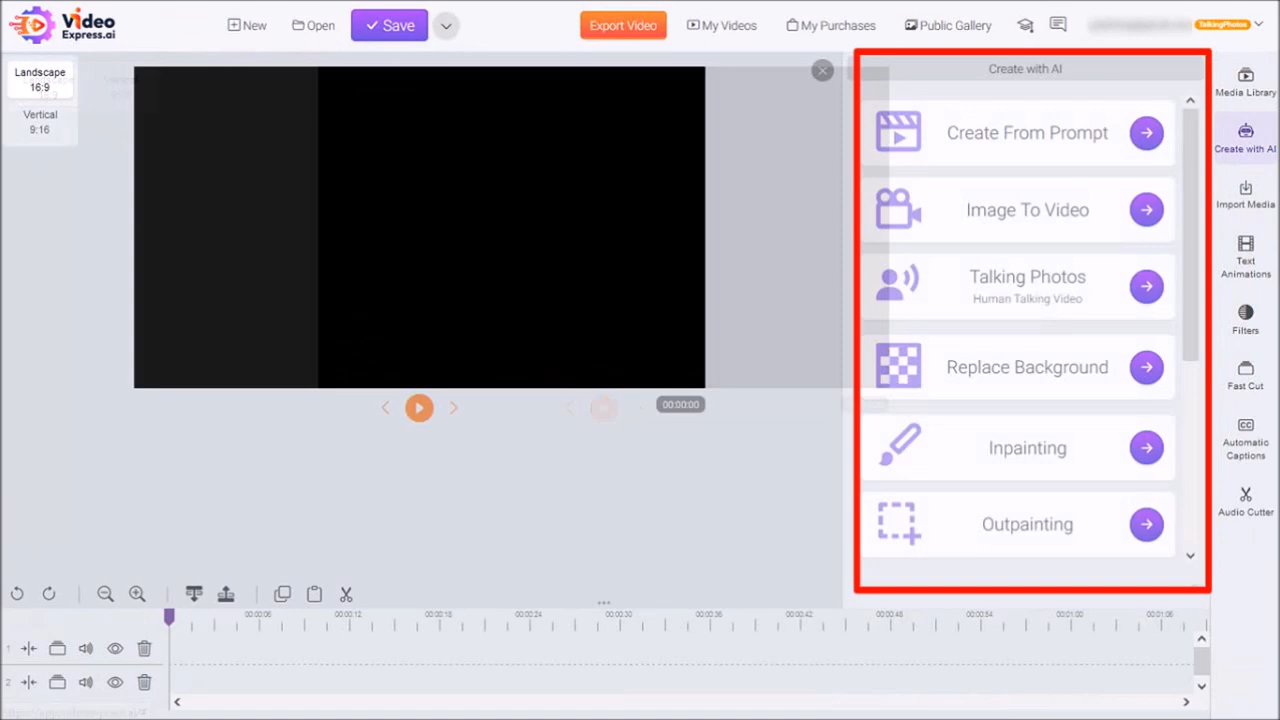 Video
Express.ai
New
Open
Save
Export Video
My Videos
My Purchases
Public Gallery
TalkingPhotos
Landscape
16:9
Vertical
9:16
Create with AI
Create From Prompt
Image To Video
Talking Photos
Human Talking Video
Replace Background
Inpainting
Outpainting
Media Library
Create with AI
Import Media
Text
Animations
Filters
Fast Cut
CC
Automatic
Captions
Audio Cutter
00:00:00
00:00:06
00:00:12
00:00:18
00:00:24
00:00:30
00:00:36
00:00:42
00:00:48
00:00:54
00:01:00
00:01:06
1
2